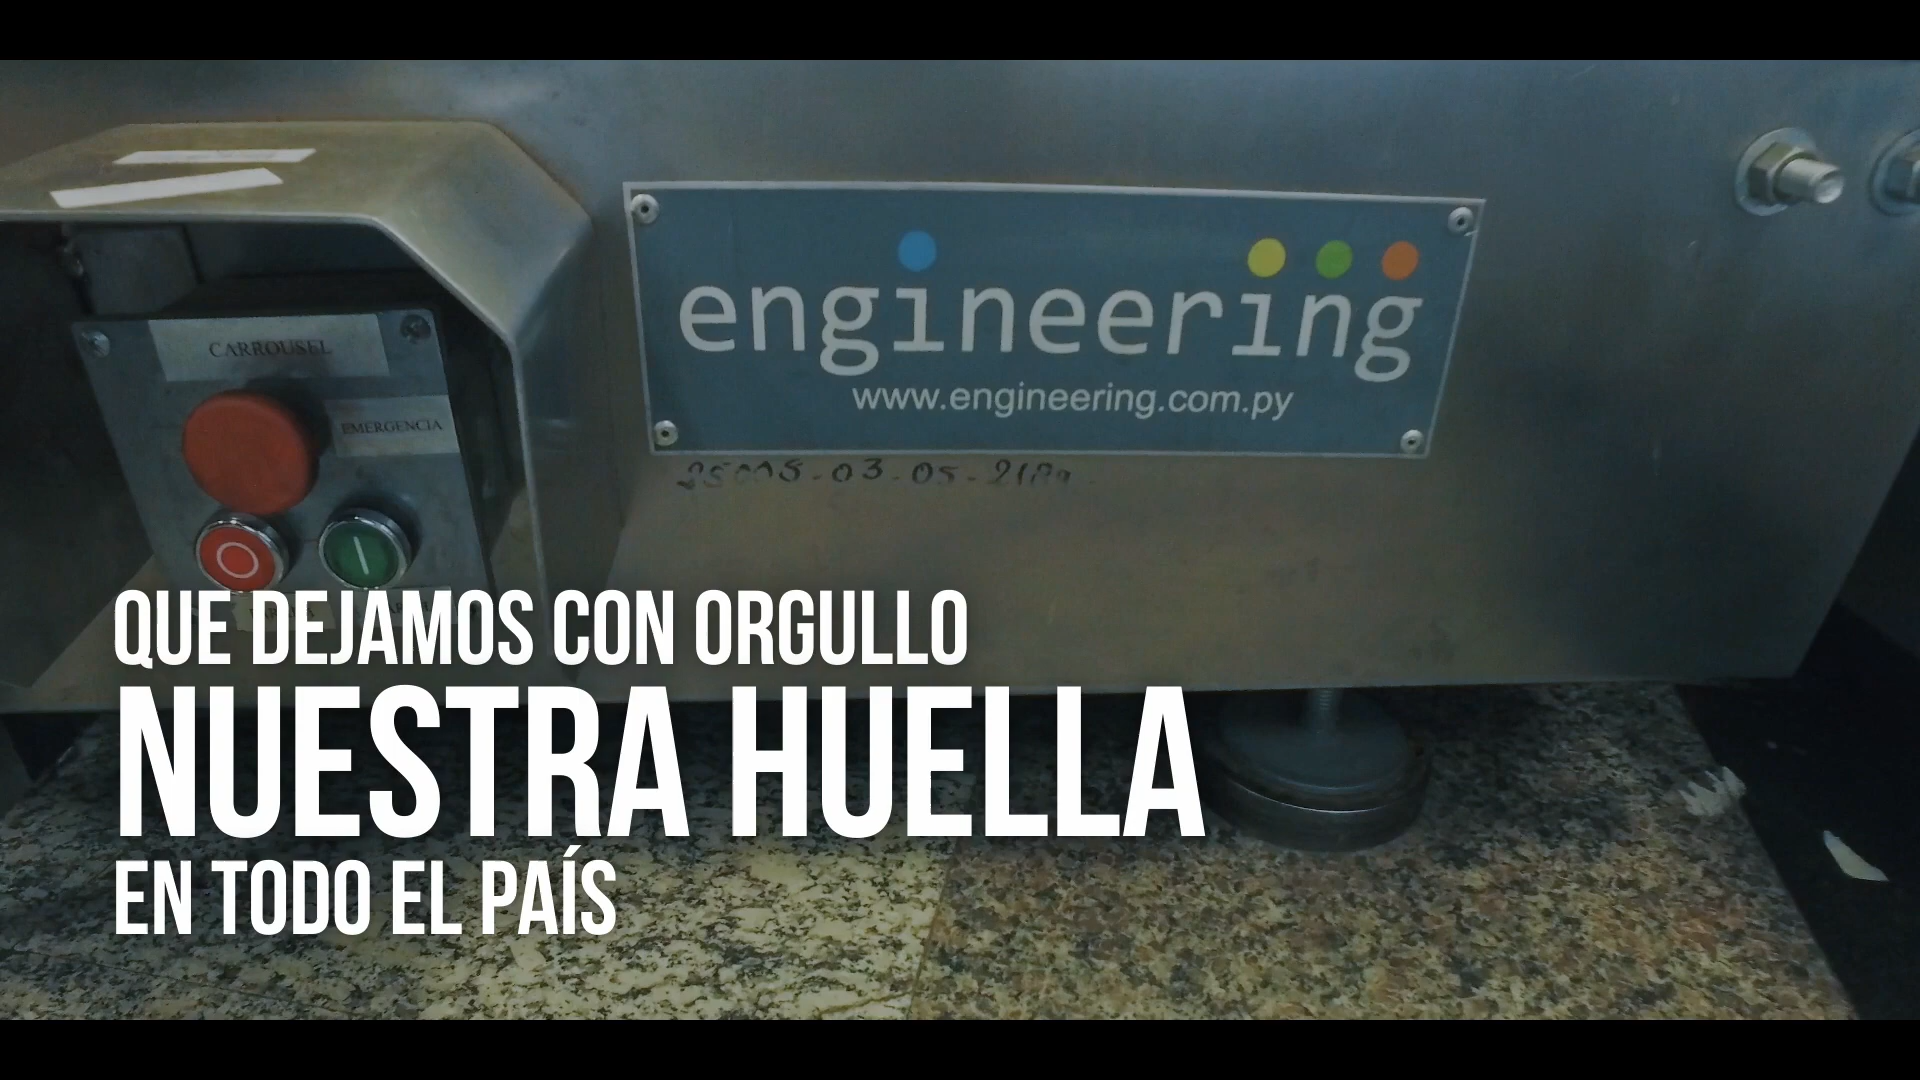 CARROUSEL
EMERGENCIA
engineering
www.engineering.com.py
QUE DEJAMOS CON ORGULLO
NUESTRA HUELLA
EN TODO EL PAÍS